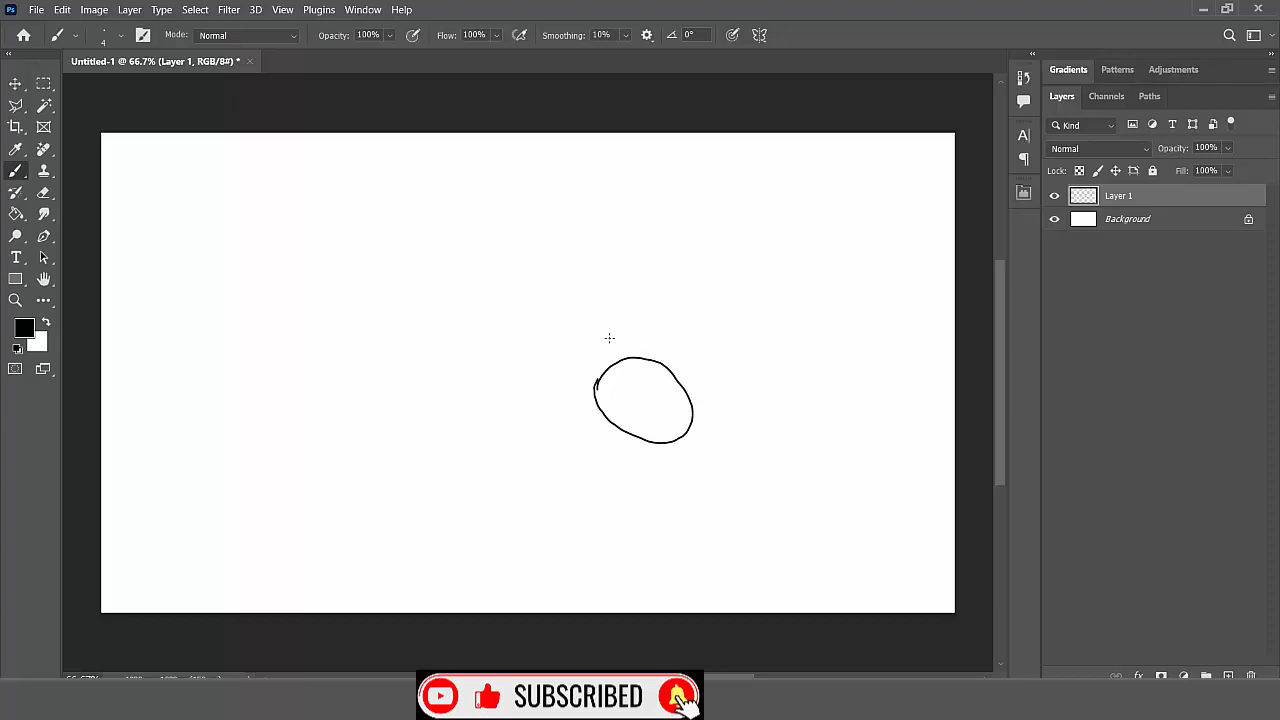 Ps File Edit Image Layer Type Select Filter 3D View Plugins Window Help
4 Mode: Normal Opacity: 100% Flow: 100% Smoothing: 10% 0°
Untitled-1 @ 66.7% (Layer 1, RGB/8#) *
Gradients Patterns Adjustments
Layers Channels Paths
Kind
Normal Opacity: 100%
Lock: Fill: 100%
Layer 1
Background
SUBSCRIBED